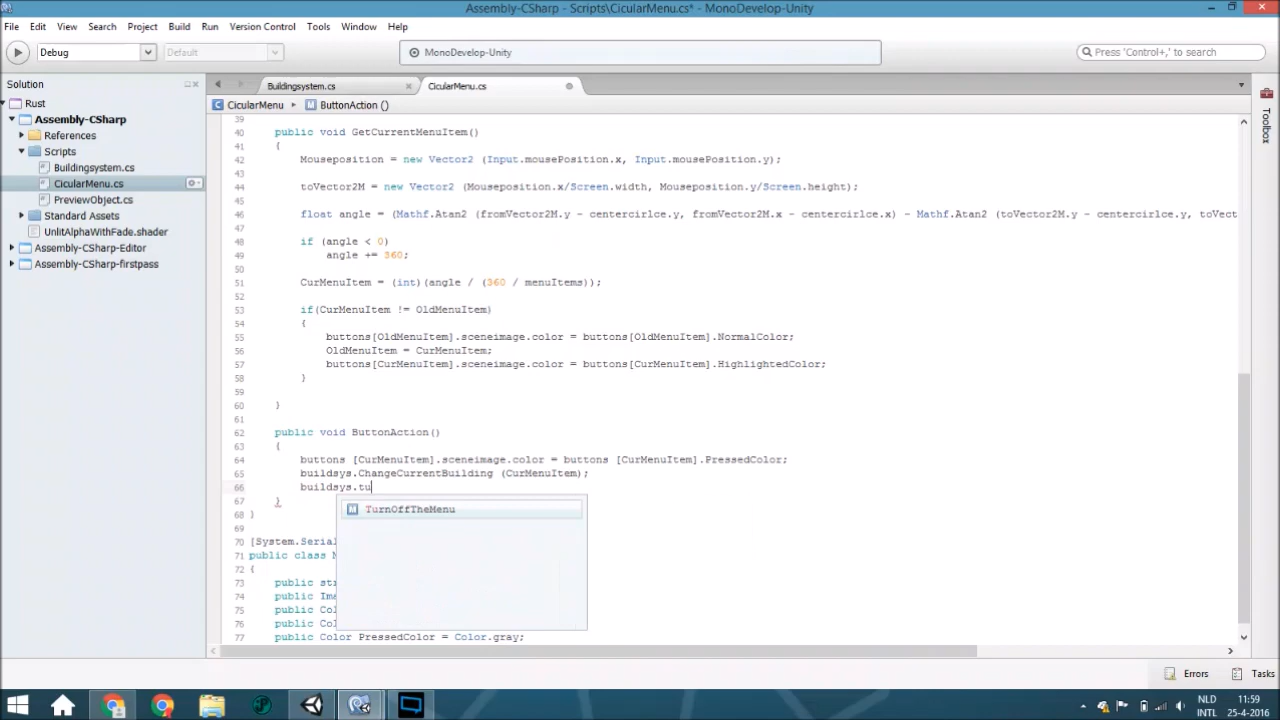 Assembly-CSharp - Scripts\CicularMenu.cs* - MonoDevelop-Unity
File Edit View Search Project Build Run Version Control Tools Window Help
Debug Default MonoDevelop-Unity Press 'Control+,' to search
Solution
Rust
Assembly-CSharp
References
Scripts
Buildingsystem.cs
CicularMenu.cs
PreviewObject.cs
Standard Assets
UnlitAlphaWithFade.shader
Assembly-CSharp-Editor
Assembly-CSharp-firstpass
Buildingsystem.cs CicularMenu.cs
CicularMenu ButtonAction ()
39
40 public void GetCurrentMenuItem()
41 {
42 Mouseposition = new Vector2 (Input.mousePosition.x, Input.mousePosition.y);
43
44 toVector2M = new Vector2 (Mouseposition.x/Screen.width, Mouseposition.y/Screen.height);
45
46 float angle = (Mathf.Atan2 (fromVector2M.y - centercirlce.y, fromVector2M.x - centercirlce.x) - Mathf.Atan2 (toVector2M.y - centercirlce.y, toVect
47
48 if (angle < 0)
49 angle += 360;
50
51 CurMenuItem = (int)(angle / (360 / menuItems));
52
53 if(CurMenuItem != OldMenuItem)
54 {
55 buttons[OldMenuItem].sceneimage.color = buttons[OldMenuItem].NormalColor;
56 OldMenuItem = CurMenuItem;
57 buttons[CurMenuItem].sceneimage.color = buttons[CurMenuItem].HighlightedColor;
58 }
59
60 }
61
62 public void ButtonAction()
63 {
64 buttons [CurMenuItem].sceneimage.color = buttons [CurMenuItem].PressedColor;
65 buildsys.ChangeCurrentBuilding (CurMenuItem);
66 buildsys.tu
67 }
TurnOffTheMenu
68 }
69
70 [System.Serial
71 public class M
72 {
73 public str
74 public Ima
75 public Col
76 public Col
77 public Color PressedColor = Color.gray;
Errors Tasks
Toolbox
NLD 11:59
INTL 25-4-2016